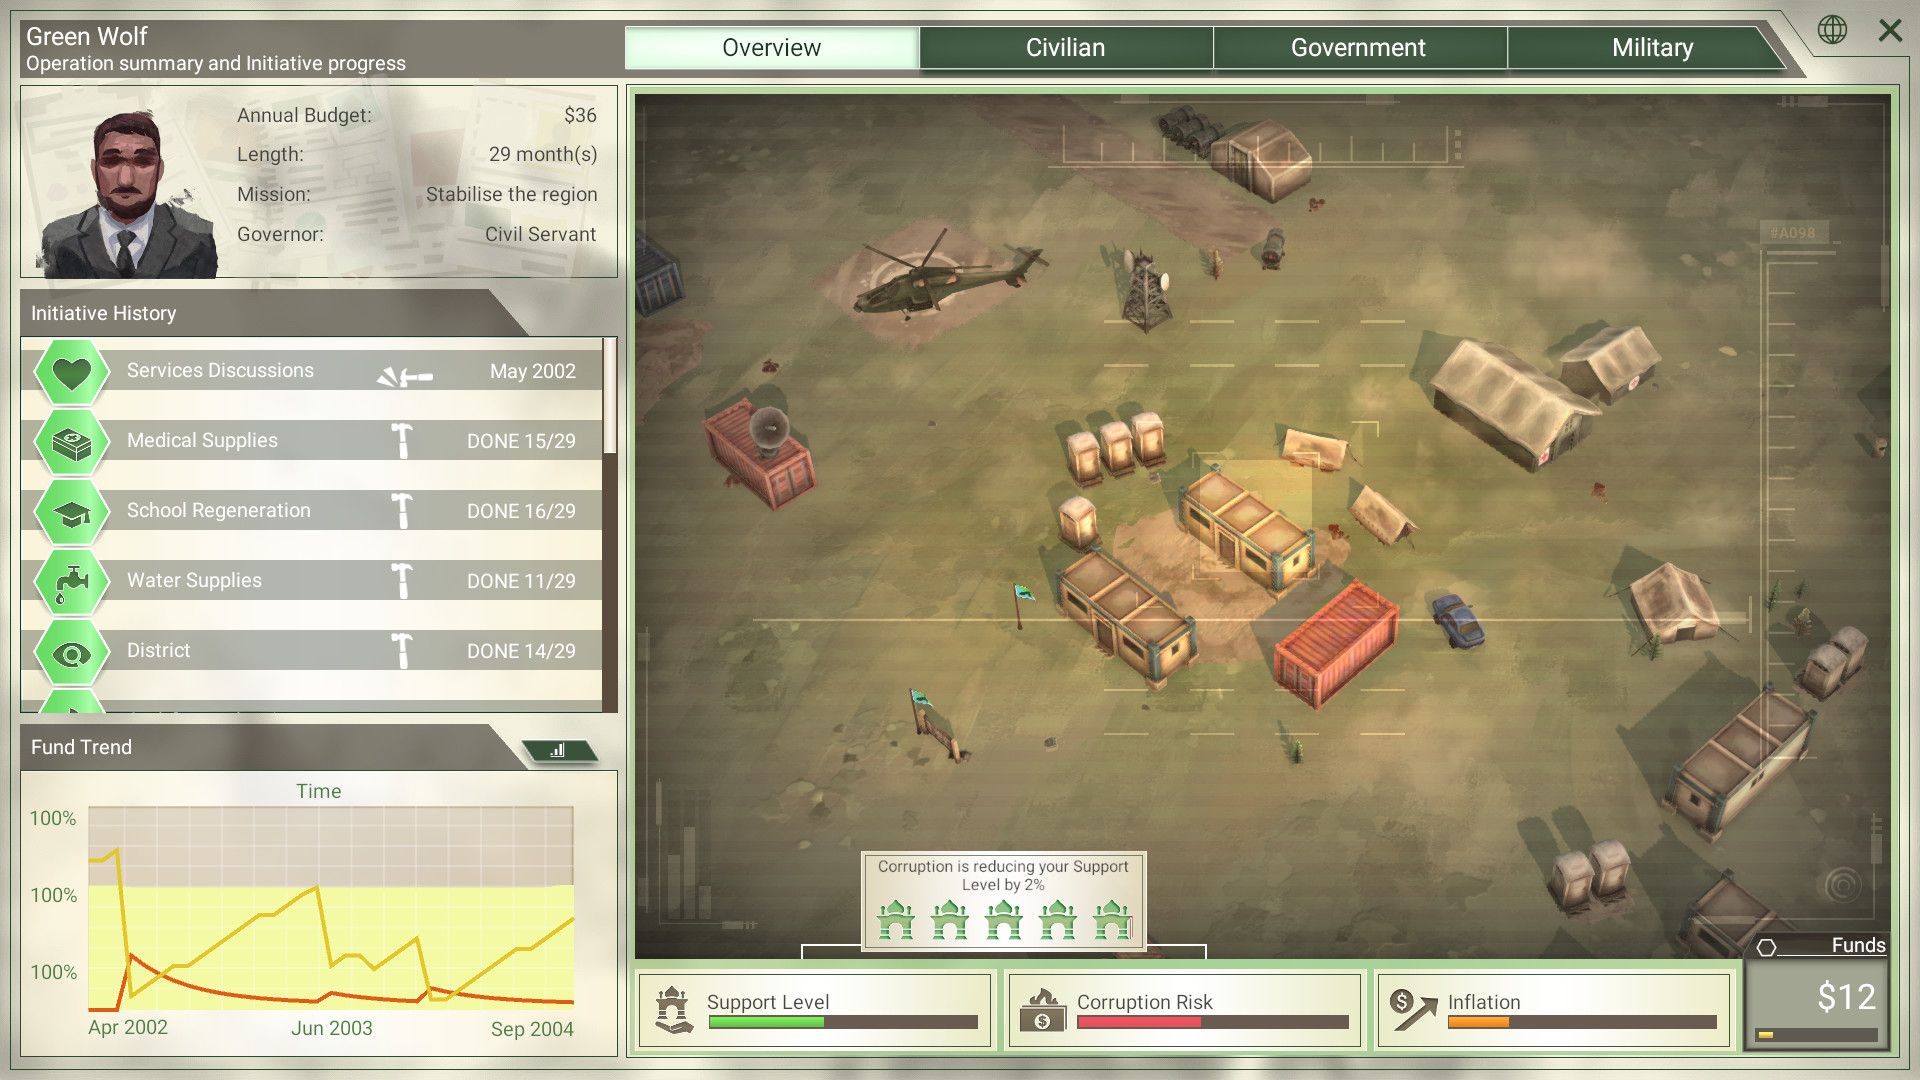 Green Wolf
Operation summary and Initiative progress
Overview
Civilian
Government
Military
Annual Budget: $36
Length: 29 month(s)
Mission: Stabilise the region
Governor: Civil Servant
Initiative History
Services Discussions May 2002
Medical Supplies DONE 15/29
School Regeneration DONE 16/29
Water Supplies DONE 11/29
District DONE 14/29
Fund Trend
Time
100%
100%
100%
Apr 2002 Jun 2003 Sep 2004
#A098
Corruption is reducing your Support
Level by 2%
Support Level
Corruption Risk
Inflation
Funds
$12